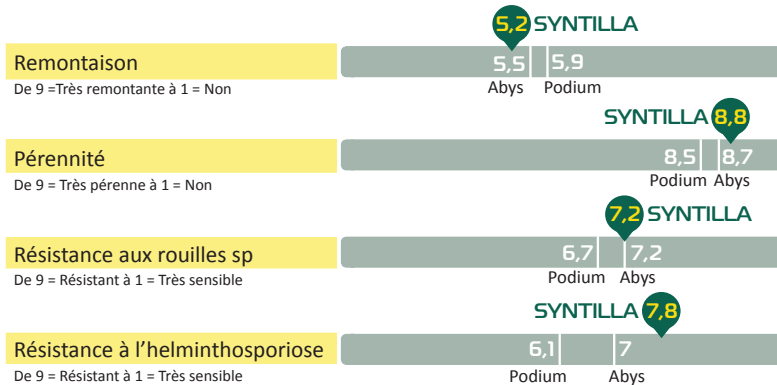 5,2 SYNTILLA
Remontaison
5,5 5,9
De 9 =Très remontante à 1 = Non
Abys Podium
SYNTILLA 8,8
Pérennité
8,5 8,7
De 9 = Très pérenne à 1 = Non
Podium Abys
7,2 SYNTILLA
Résistance aux rouilles sp
6,7 7,2
De 9 = Résistant à 1 = Très sensible
Podium Abys
SYNTILLA 7,8
Résistance à l’helminthosporiose
6,1 7
De 9 = Résistant à 1 = Très sensible
Podium Abys